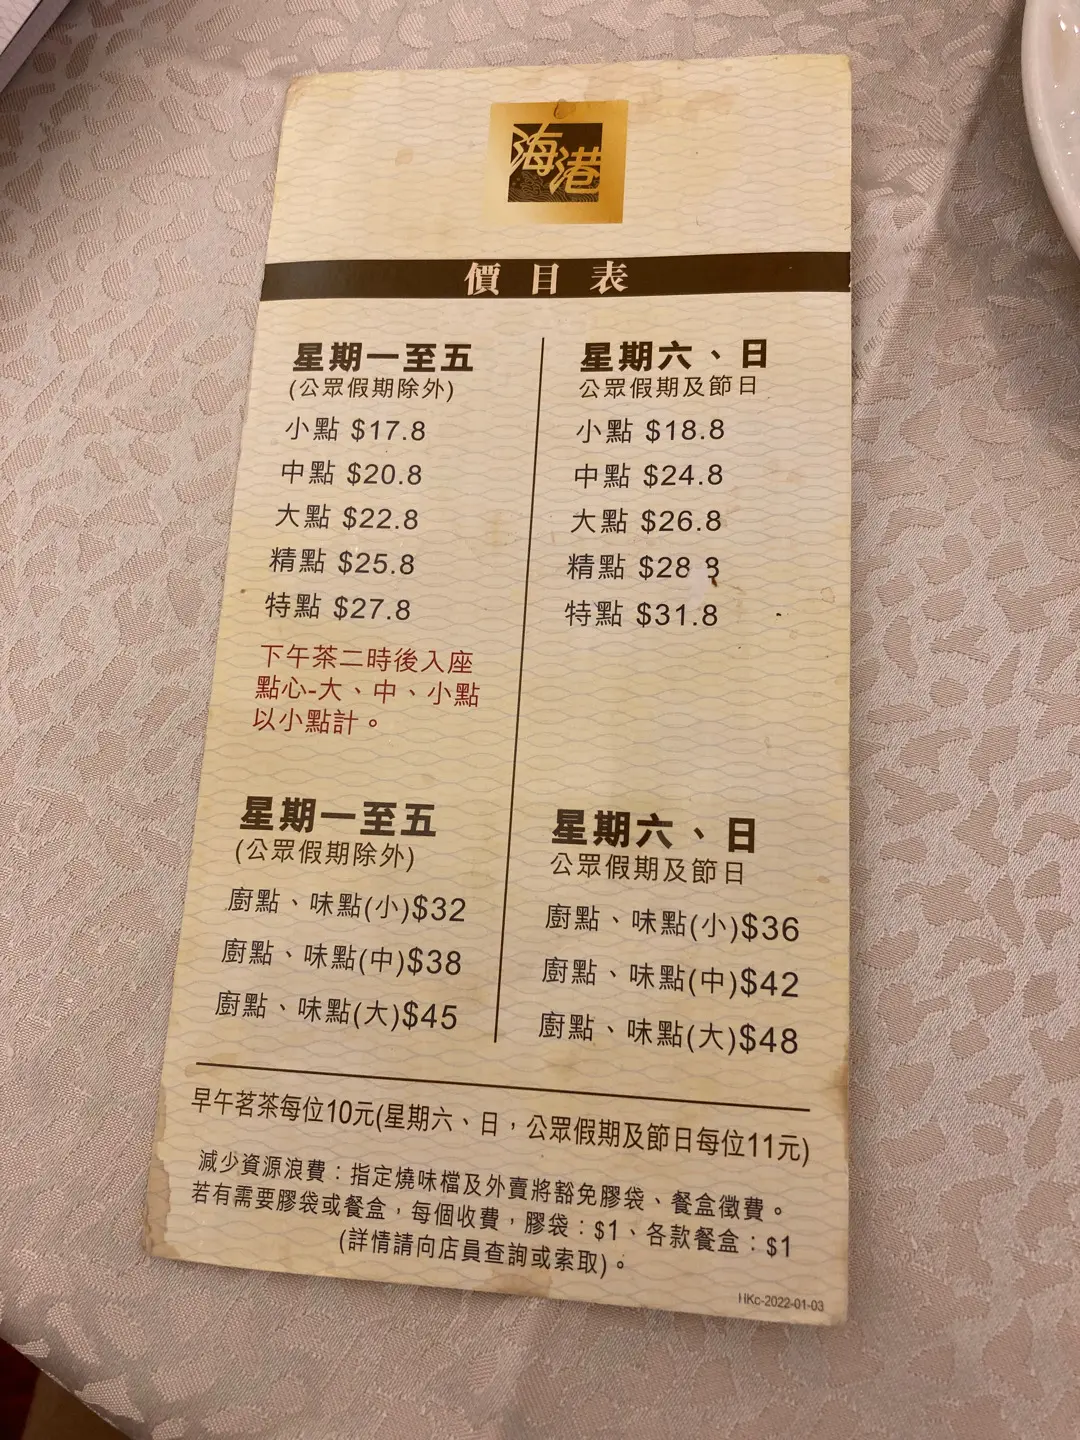 海港
價目表
星期一至五
(公眾假期除外)
小點 $17.8
中點 $20.8
大點 $22.8
精點 $25.8
特點 $27.8
下午茶二時後入座
點心-大、中、小點
以小點計。
星期六、日
公眾假期及節日
小點 $18.8
中點 $24.8
大點 $26.8
精點 $28 8
特點 $31.8
星期一至五
(公眾假期除外)
廚點、味點(小)$32
廚點、味點(中)$38
廚點、味點(大)$45
星期六、日
公眾假期及節日
廚點、味點(小)$36
廚點、味點(中)$42
廚點、味點(大)$48
早午茗茶每位10元(星期六、日，公眾假期及節日每位11元)
減少資源浪費：指定燒味檔及外賣將豁免膠袋、餐盒徵費。
若有需要膠袋或餐盒，每個收費，膠袋：$1、各款餐盒：$1
(詳情請向店員查詢或索取)。
HKc-2022-01-03